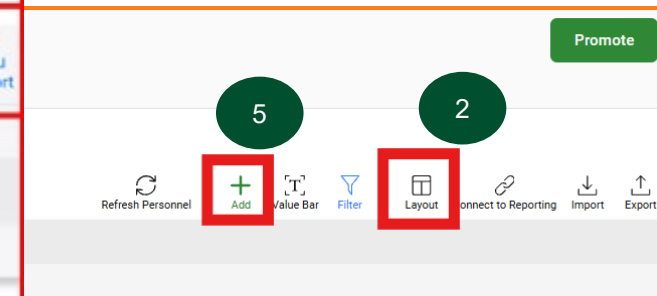 Promote
5
2
Refresh Personnel
Add
Value Bar
Filter
Layout
onnect to Reporting
Import
Export